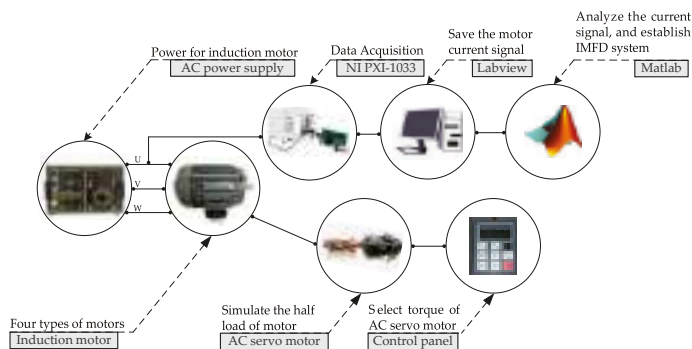 Analyze the current
signal, and establish
IMFD system
Matlab
Save the motor
current signal
Labview
Data Acquisition
NI PXI-1033
Power for induction motor
AC power supply
U
V
W
Four types of motors
Induction motor
Simulate the half
load of motor
AC servo motor
Select torque of
AC servo motor
Control panel